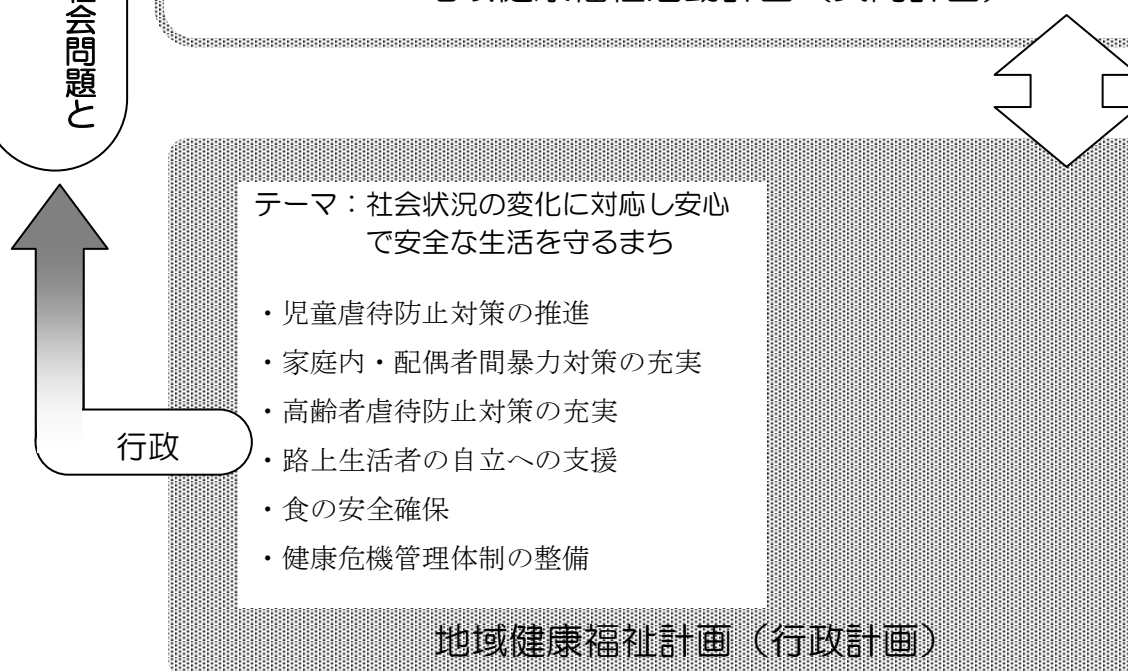 会問題と
テーマ：社会状況の変化に対応し安心
で安全な生活を守るまち
・児童虐待防止対策の推進
・家庭内・配偶者間暴力対策の充実
・高齢者虐待防止対策の充実
・路上生活者の自立への支援
・食の安全確保
・健康危機管理体制の整備
行政
地域健康福祉計画（行政計画）